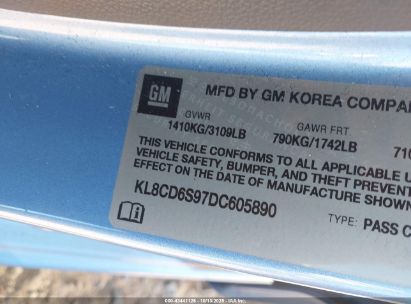 GM
MFD BY GM KOREA COMPA
GVWR GAWR FRT
1410KG/3109LB 790KG/1742LB 710
THIS VEHICLE CONFORMS TO ALL APPLICABLE
VEHICLE SAFETY, BUMPER, AND THEFT PREVENT
EFFECT ON THE DATE OF MANUFACTURE SHOWN
KL8CD6S97DC605890
TYPE: PASS C